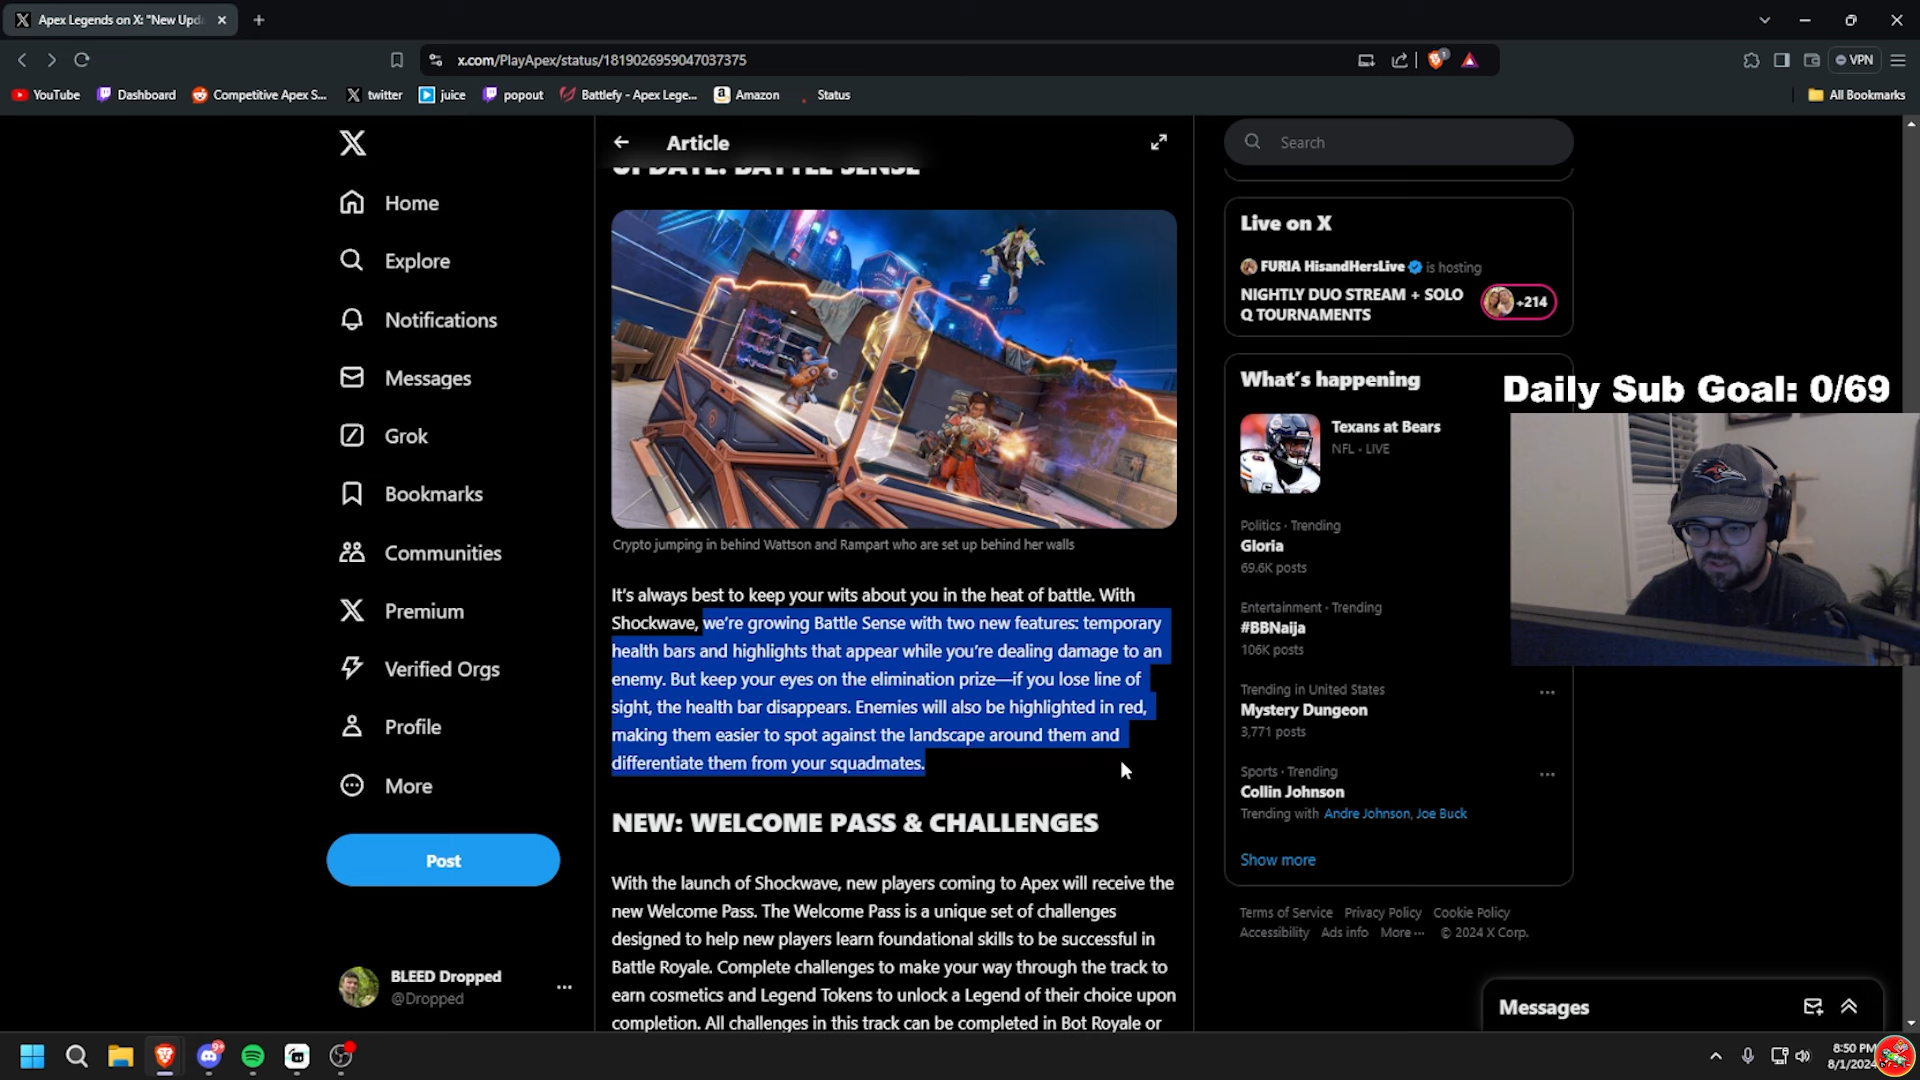 Apex Legends on X: "New Upd
x.com/PlayApex/status/1819026959047037375
VPN
YouTube
Dashboard
Competitive Apex S...
twitter
juice
popout
Battlefy - Apex Lege...
Amazon
Status
All Bookmarks
Home
Explore
Notifications
Messages
Grok
Bookmarks
Communities
Premium
Verified Orgs
Profile
More
Post
BLEED Dropped
@Dropped
Article
UPDATE: BATTLE SENSE
Crypto jumping in behind Wattson and Rampart who are set up behind her walls
It's always best to keep your wits about you in the heat of battle. With
Shockwave, we're growing Battle Sense with two new features: temporary
health bars and highlights that appear while you're dealing damage to an
enemy. But keep your eyes on the elimination prize—if you lose line of
sight, the health bar disappears. Enemies will also be highlighted in red,
making them easier to spot against the landscape around them and
differentiate them from your squadmates.
NEW: WELCOME PASS & CHALLENGES
With the launch of Shockwave, new players coming to Apex will receive the
new Welcome Pass. The Welcome Pass is a unique set of challenges
designed to help new players learn foundational skills to be successful in
Battle Royale. Complete challenges to make your way through the track to
earn cosmetics and Legend Tokens to unlock a Legend of their choice upon
completion. All challenges in this track can be completed in Bot Royale or
Search
Live on X
FURIA HisandHersLive is hosting
NIGHTLY DUO STREAM + SOLO
Q TOURNAMENTS
+214
What's happening
Texans at Bears
NFL · LIVE
Politics · Trending
Gloria
69.6K posts
Entertainment · Trending
#BBNaija
106K posts
Trending in United States
Mystery Dungeon
3,771 posts
Sports · Trending
Collin Johnson
Trending with Andre Johnson, Joe Buck
Show more
Terms of Service Privacy Policy Cookie Policy
Accessibility Ads info More ··· © 2024 X Corp.
Daily Sub Goal: 0/69
Messages
8:50 PM
8/1/2024